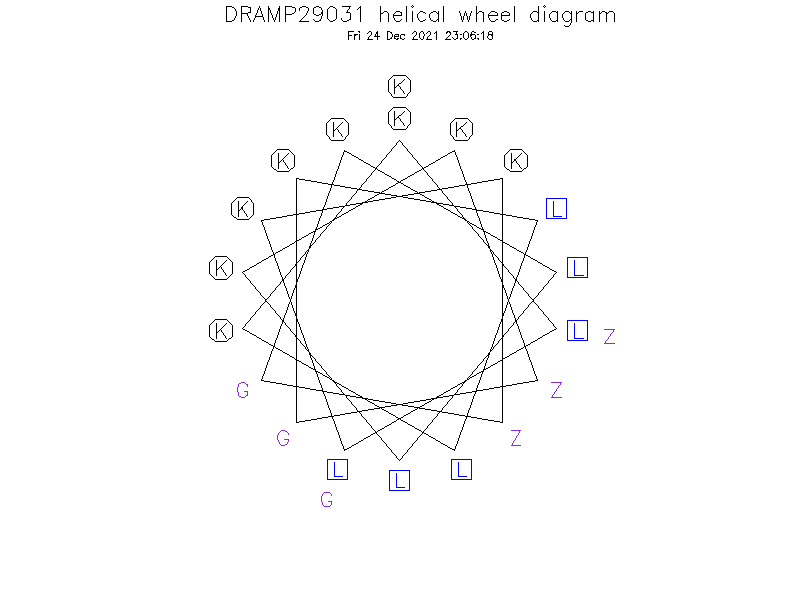 DRAMP29031 helical wheel diagram
Fri 24 Dec 2021 23:06:18
K
K
K K
K K
K L
K L
K L Z
G Z
G Z
L L L
G